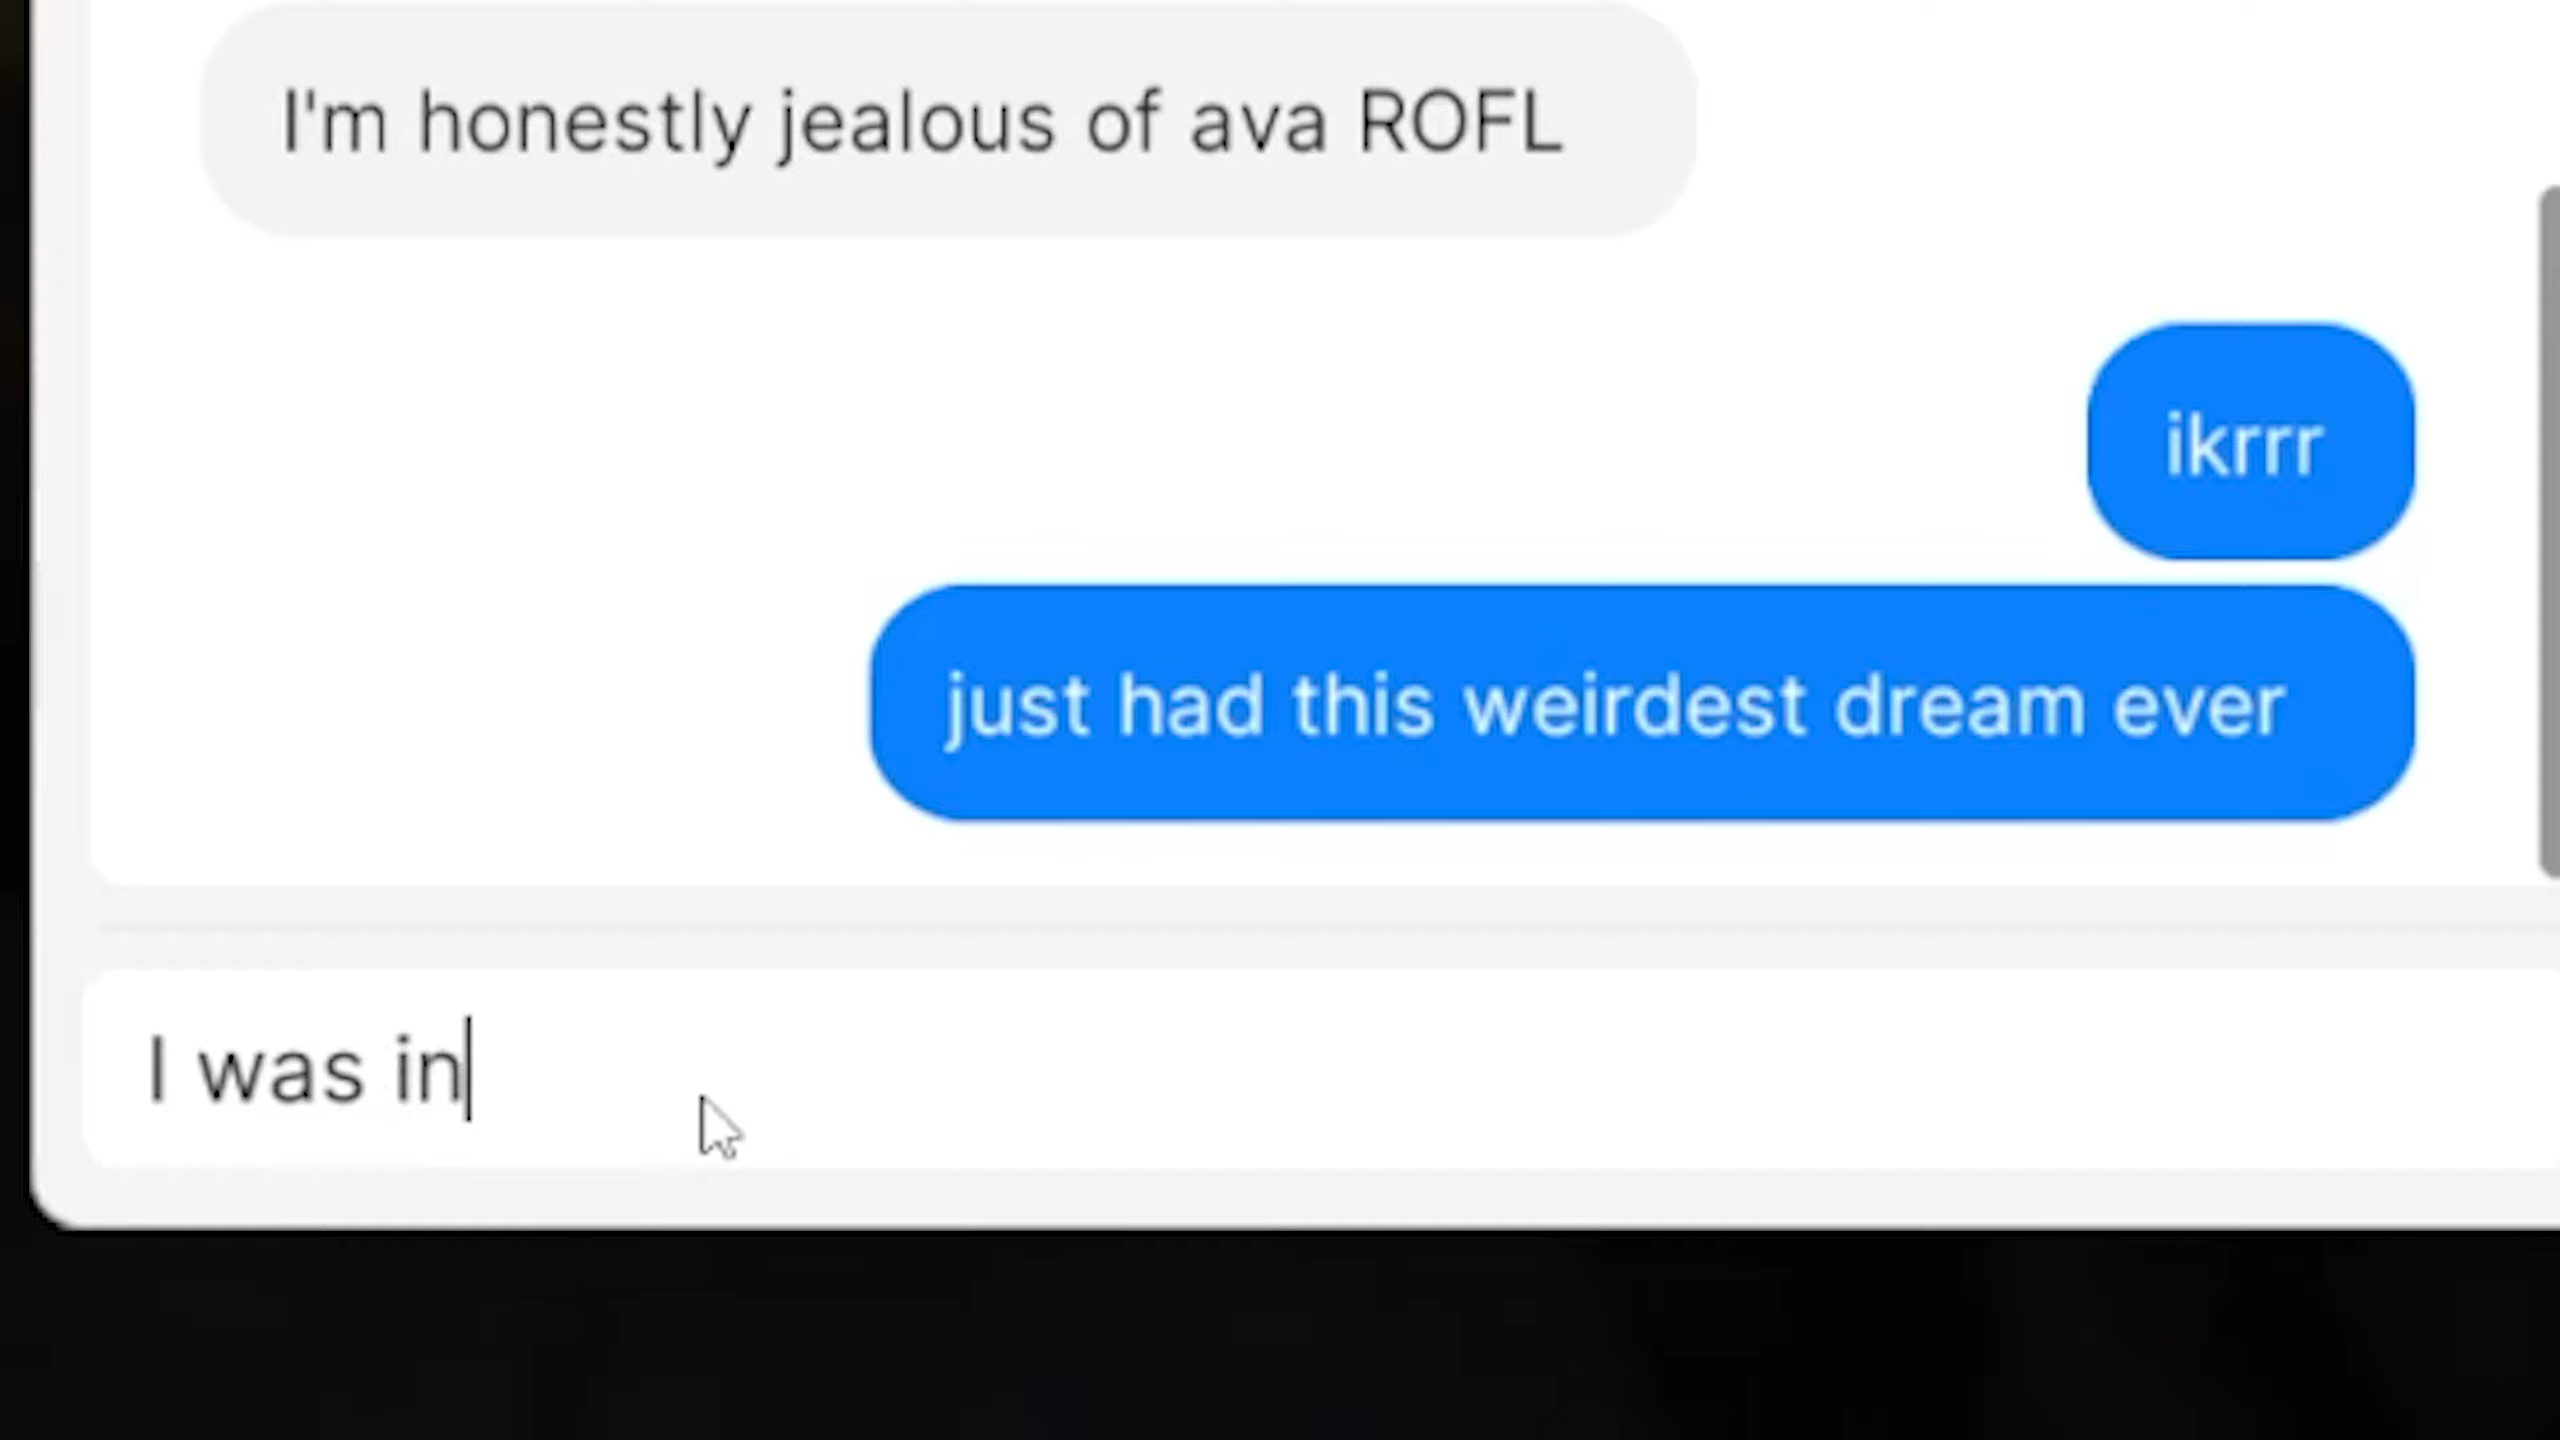 I'm honestly jealous of ava ROFL
ikrrr
just had this weirdest dream ever
I was in